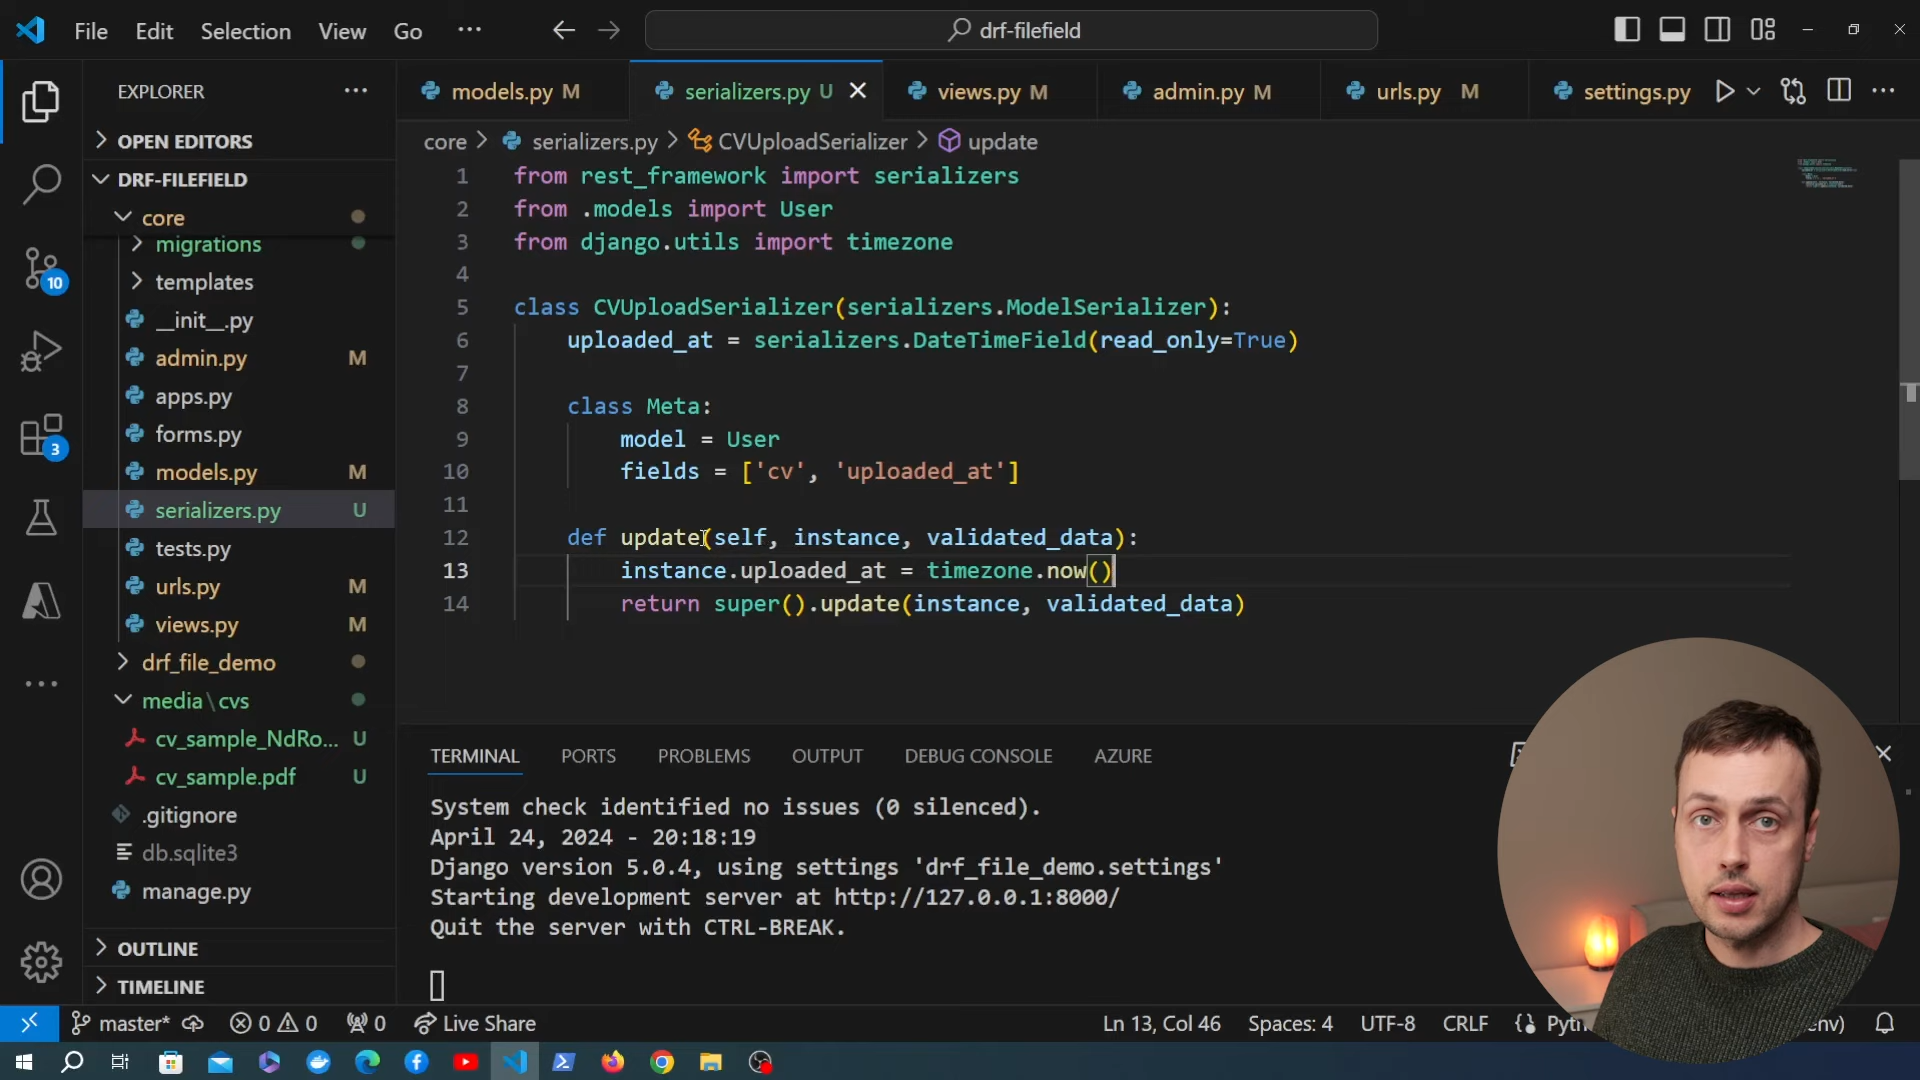 File Edit Selection View Go ··· drf-filefield
EXPLORER ···
OPEN EDITORS
DRF-FILEFIELD
core
migrations
templates
__init__.py
admin.py M
apps.py
forms.py
models.py M
serializers.py U
tests.py
urls.py M
views.py M
drf_file_demo
media\cvs
cv_sample_NdRo... U
cv_sample.pdf U
.gitignore
db.sqlite3
manage.py
OUTLINE
TIMELINE
10
3
models.py M serializers.py U views.py M admin.py M urls.py M settings.py ···
core > serializers.py > CVUploadSerializer > update
1 from rest_framework import serializers
2 from .models import User
3 from django.utils import timezone
4
5 class CVUploadSerializer(serializers.ModelSerializer):
6 uploaded_at = serializers.DateTimeField(read_only=True)
7
8 class Meta:
9 model = User
10 fields = ['cv', 'uploaded_at']
11
12 def update(self, instance, validated_data):
13 instance.uploaded_at = timezone.now()
14 return super().update(instance, validated_data)
TERMINAL PORTS PROBLEMS OUTPUT DEBUG CONSOLE AZURE
System check identified no issues (0 silenced).
April 24, 2024 - 20:18:19
Django version 5.0.4, using settings 'drf_file_demo.settings'
Starting development server at http://127.0.0.1:8000/
Quit the server with CTRL-BREAK.
master* 0 0 0 Live Share Ln 13, Col 46 Spaces: 4 UTF-8 CRLF